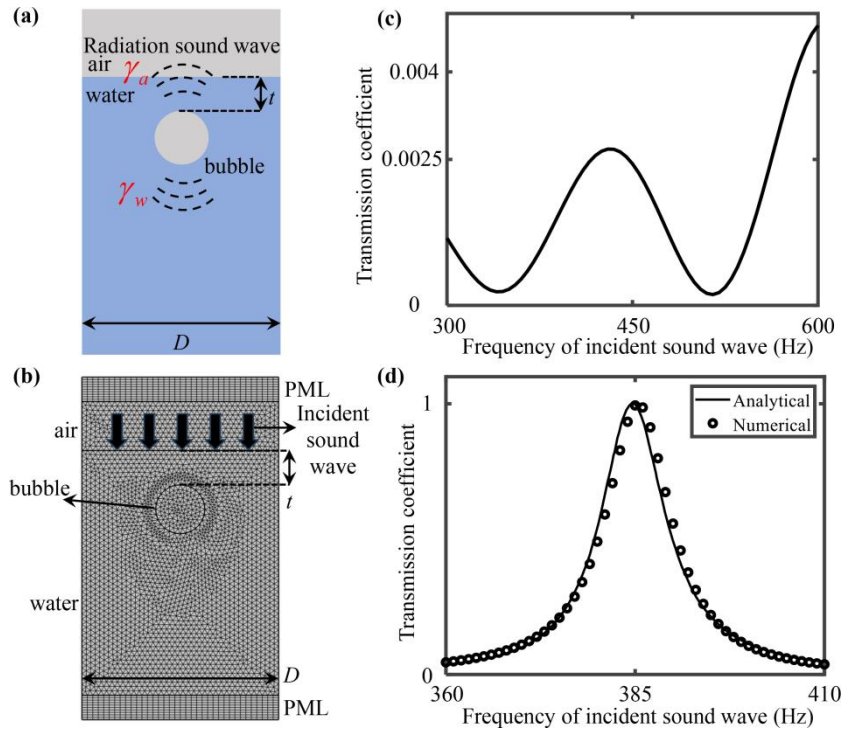 (a)
Radiation sound wave
air
γa
water
t
bubble
γw
D
(b)
PML
air
Incident
sound
wave
t
bubble
water
D
PML
(c)
Transmission coefficient
0.004
0.0025
0
300
450
600
Frequency of incident sound wave (Hz)
(d)
Transmission coefficient
1
Analytical
Numerical
0
360
385
410
Frequency of incident sound wave (Hz)